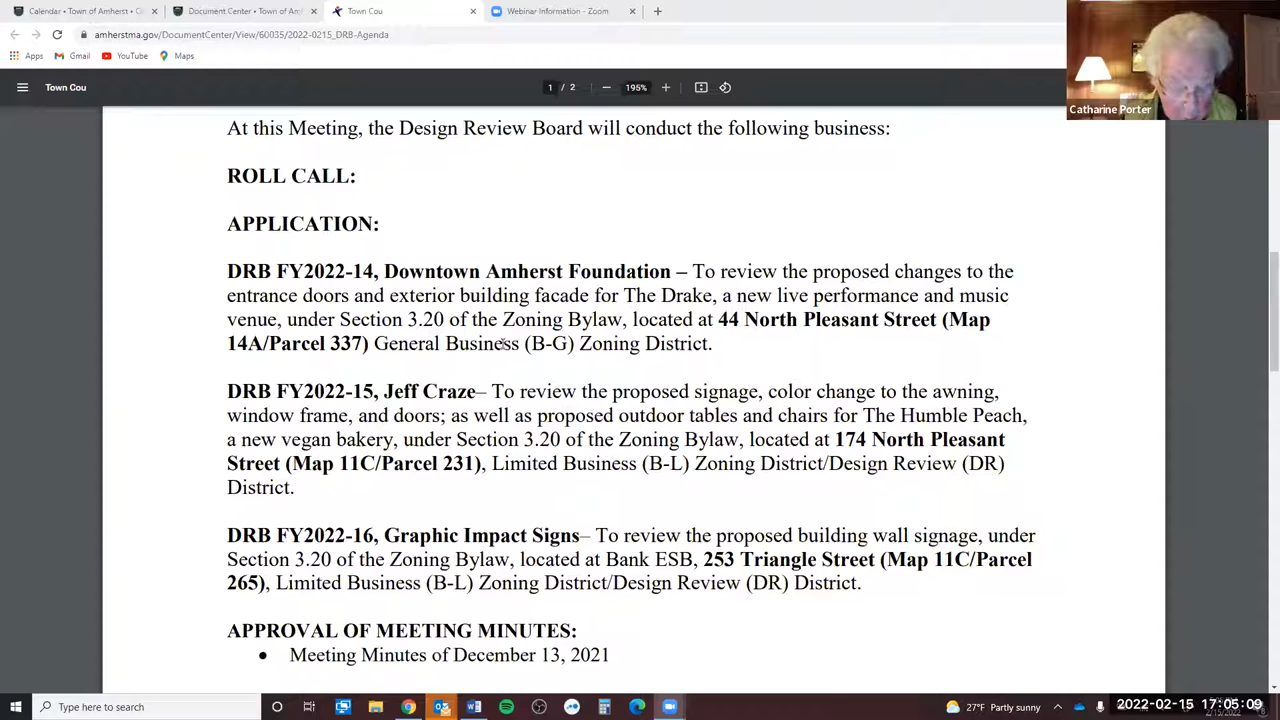 Calendar • Town of Amherst • C
Document Center • Town of Am
Town Cou
Webinar Information - Zoom
amherstma.gov/DocumentCenter/View/60035/2022-0215_DRB-Agenda
Apps
Gmail
YouTube
Maps
Town Cou
1 / 2
195%
Catharine Porter
At this Meeting, the Design Review Board will conduct the following business:
ROLL CALL:
APPLICATION:
DRB FY2022-14, Downtown Amherst Foundation – To review the proposed changes to the
entrance doors and exterior building facade for The Drake, a new live performance and music
venue, under Section 3.20 of the Zoning Bylaw, located at 44 North Pleasant Street (Map
14A/Parcel 337) General Business (B-G) Zoning District.
DRB FY2022-15, Jeff Craze– To review the proposed signage, color change to the awning,
window frame, and doors; as well as proposed outdoor tables and chairs for The Humble Peach,
a new vegan bakery, under Section 3.20 of the Zoning Bylaw, located at 174 North Pleasant
Street (Map 11C/Parcel 231), Limited Business (B-L) Zoning District/Design Review (DR)
District.
DRB FY2022-16, Graphic Impact Signs– To review the proposed building wall signage, under
Section 3.20 of the Zoning Bylaw, located at Bank ESB, 253 Triangle Street (Map 11C/Parcel
265), Limited Business (B-L) Zoning District/Design Review (DR) District.
APPROVAL OF MEETING MINUTES:
• Meeting Minutes of December 13, 2021
Type here to search
27°F Partly sunny
2022-02-15 17:05:09